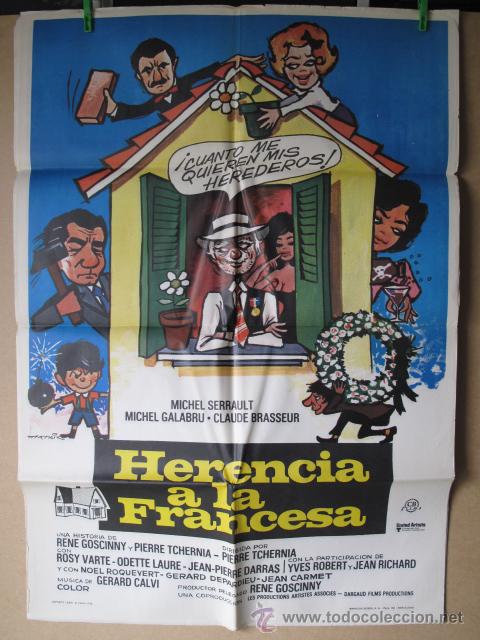 ¡CUANTO ME
QUIEREN MIS
HEREDEROS!
MICHEL SERRAULT
MICHEL GALABRU · CLAUDE BRASSEUR
Herencia
a la
Francesa
CB
United Artists
UNA HISTORIA DE
RENE GOSCINNY Y PIERRE TCHERNIA
DIRIGIDA POR
PIERRE TCHERNIA
CON
ROSY VARTE - ODETTE LAURE - JEAN-PIERRE DARRAS
CON LA PARTICIPACION DE
YVES ROBERT Y JEAN RICHARD
Y CON NOEL ROQUEVERT - GERARD DEPARDIEU - JEAN CARMET
MUSICA DE
GERARD CALVI
PRODUCTOR DELEGADO
RENE GOSCINNY
COLOR
UNA COPRODUCCION
LES PRODUCTIONS ARTISTES ASSOCIES - DARGAUD FILMS PRODUCTIONS
todocoleccion
todocoleccion.net